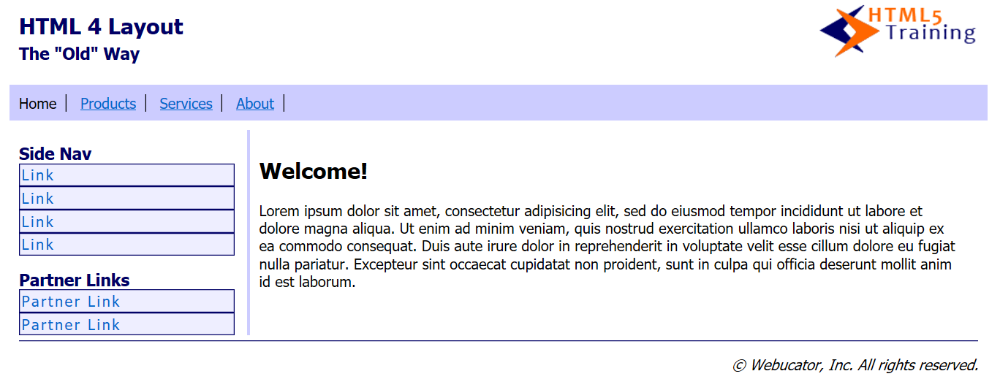 HTML 4 Layout
The "Old" Way
HTML5
Training
Home | Products | Services | About |
Side Nav
Link
Link
Link
Link
Partner Links
Partner Link
Partner Link
Welcome!
Lorem ipsum dolor sit amet, consectetur adipisicing elit, sed do eiusmod tempor incididunt ut labore et
dolore magna aliqua. Ut enim ad minim veniam, quis nostrud exercitation ullamco laboris nisi ut aliquip ex
ea commodo consequat. Duis aute irure dolor in reprehenderit in voluptate velit esse cillum dolore eu fugiat
nulla pariatur. Excepteur sint occaecat cupidatat non proident, sunt in culpa qui officia deserunt mollit anim
id est laborum.
© Webucator, Inc. All rights reserved.